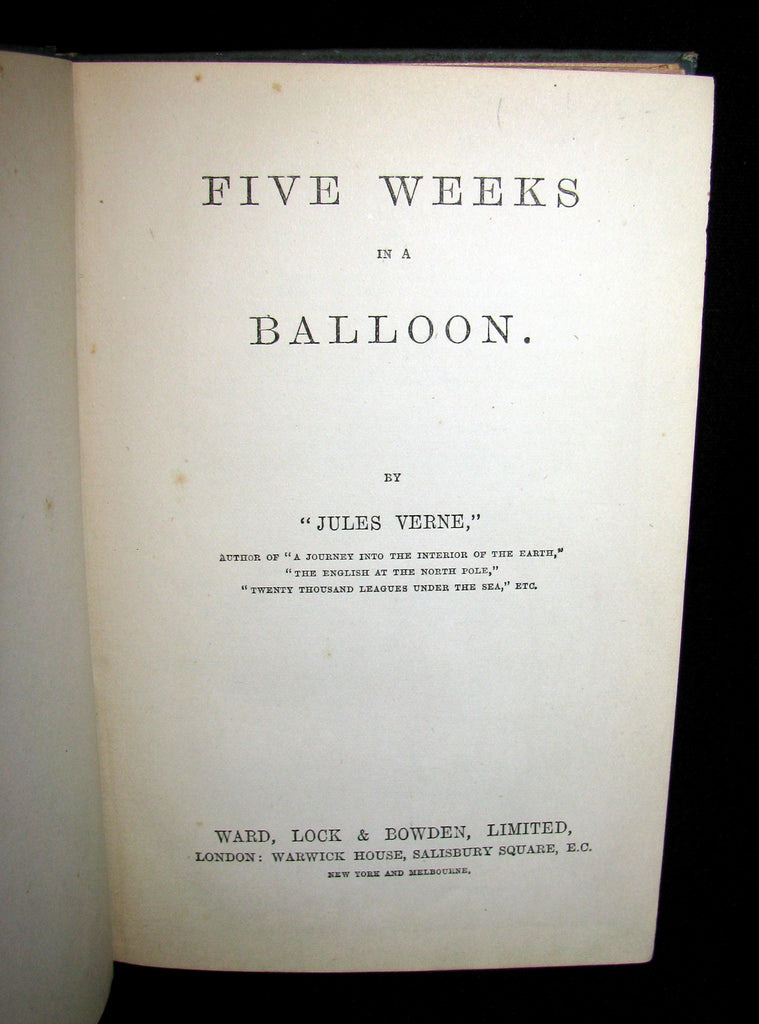 FIVE WEEKS
IN A
BALLOON.
BY
“JULES VERNE,”
AUTHOR OF “A JOURNEY INTO THE INTERIOR OF THE EARTH,”
“THE ENGLISH AT THE NORTH POLE,”
“TWENTY THOUSAND LEAGUES UNDER THE SEA,” ETC.
WARD, LOCK & BOWDEN, LIMITED,
LONDON: WARWICK HOUSE, SALISBURY SQUARE, E.C.
NEW YORK AND MELBOURNE.